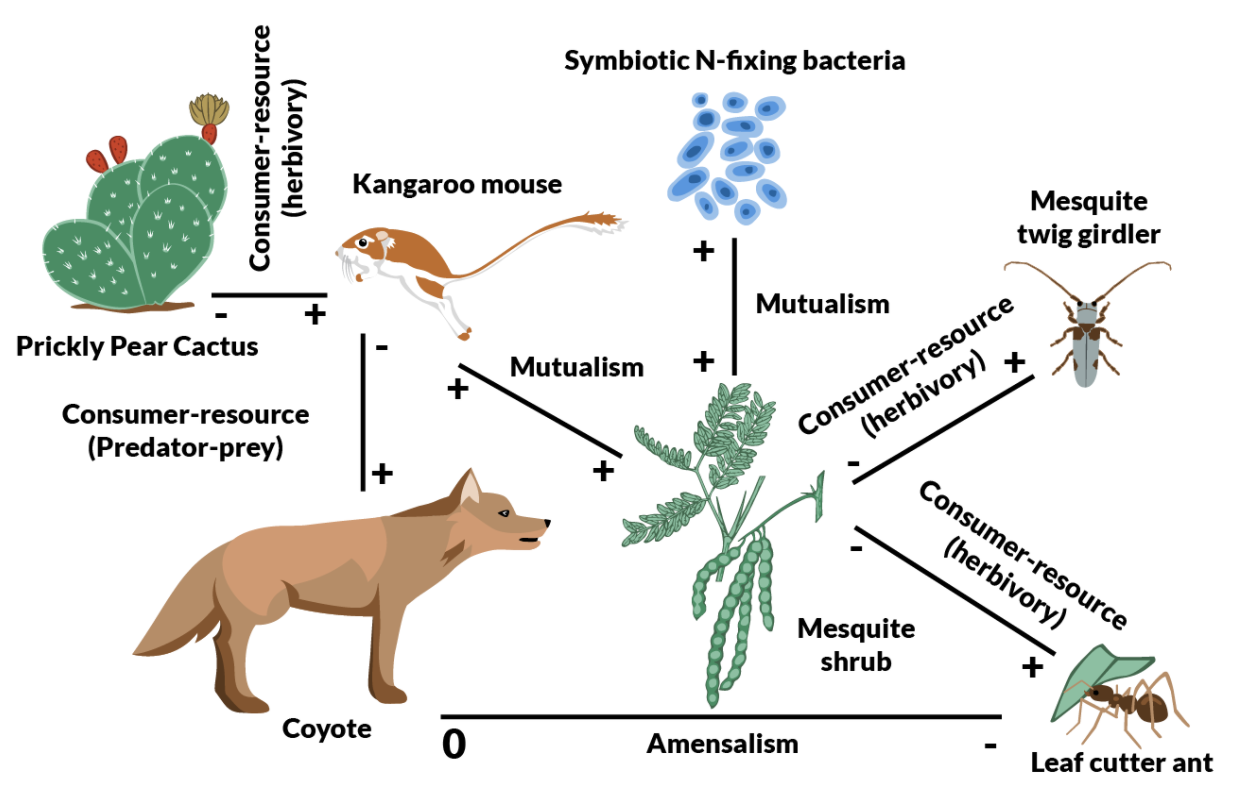 Symbiotic N-fixing bacteria
Consumer-resource
(herbivory)
Kangaroo mouse
Mesquite
twig girdler
+
-
+
Mutualism
Prickly Pear Cactus
-
Mutualism
+
+
Consumer-resource
(herbivory)
+
Consumer-resource
(Predator-prey)
+
+
-
Consumer-resource
(herbivory)
-
Mesquite
shrub
+
Coyote
0
Amensalism
-
Leaf cutter ant